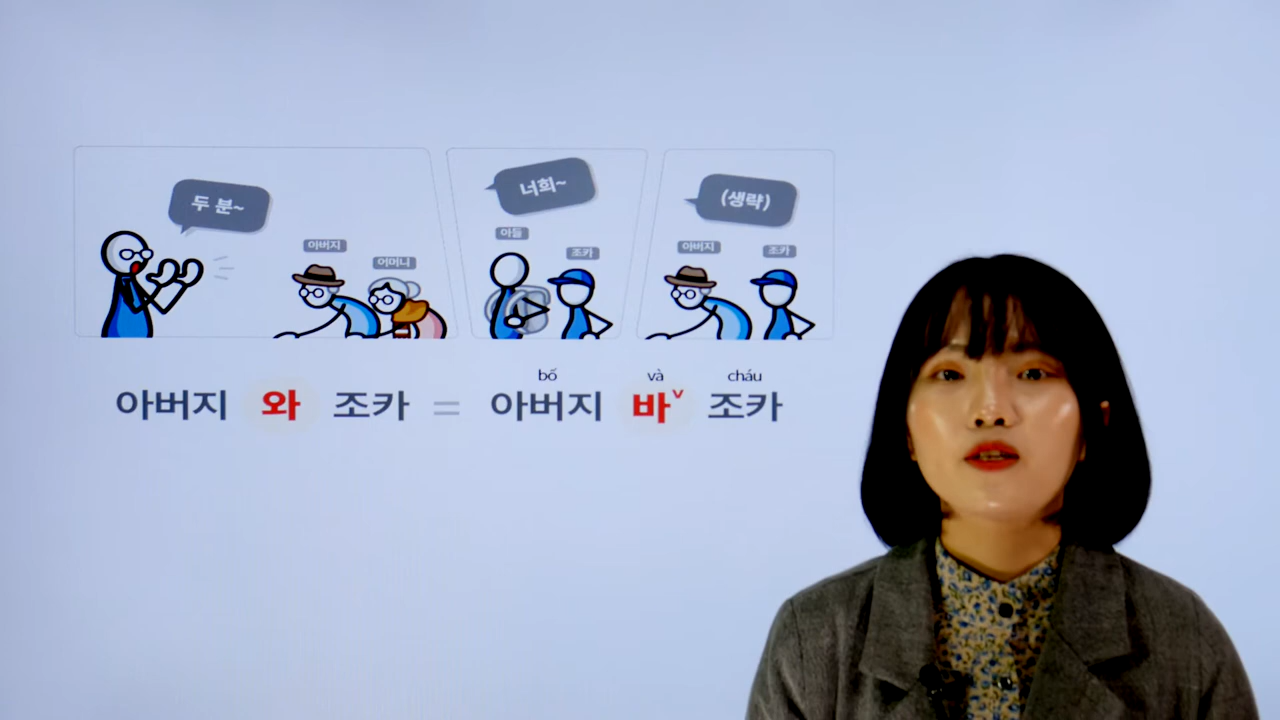 두 분~
너희~
(생략)
아버지
어머니
아들
조카
아버지
조카
bố và cháu
아버지 와 조카 = 아버지 바ˇ 조카